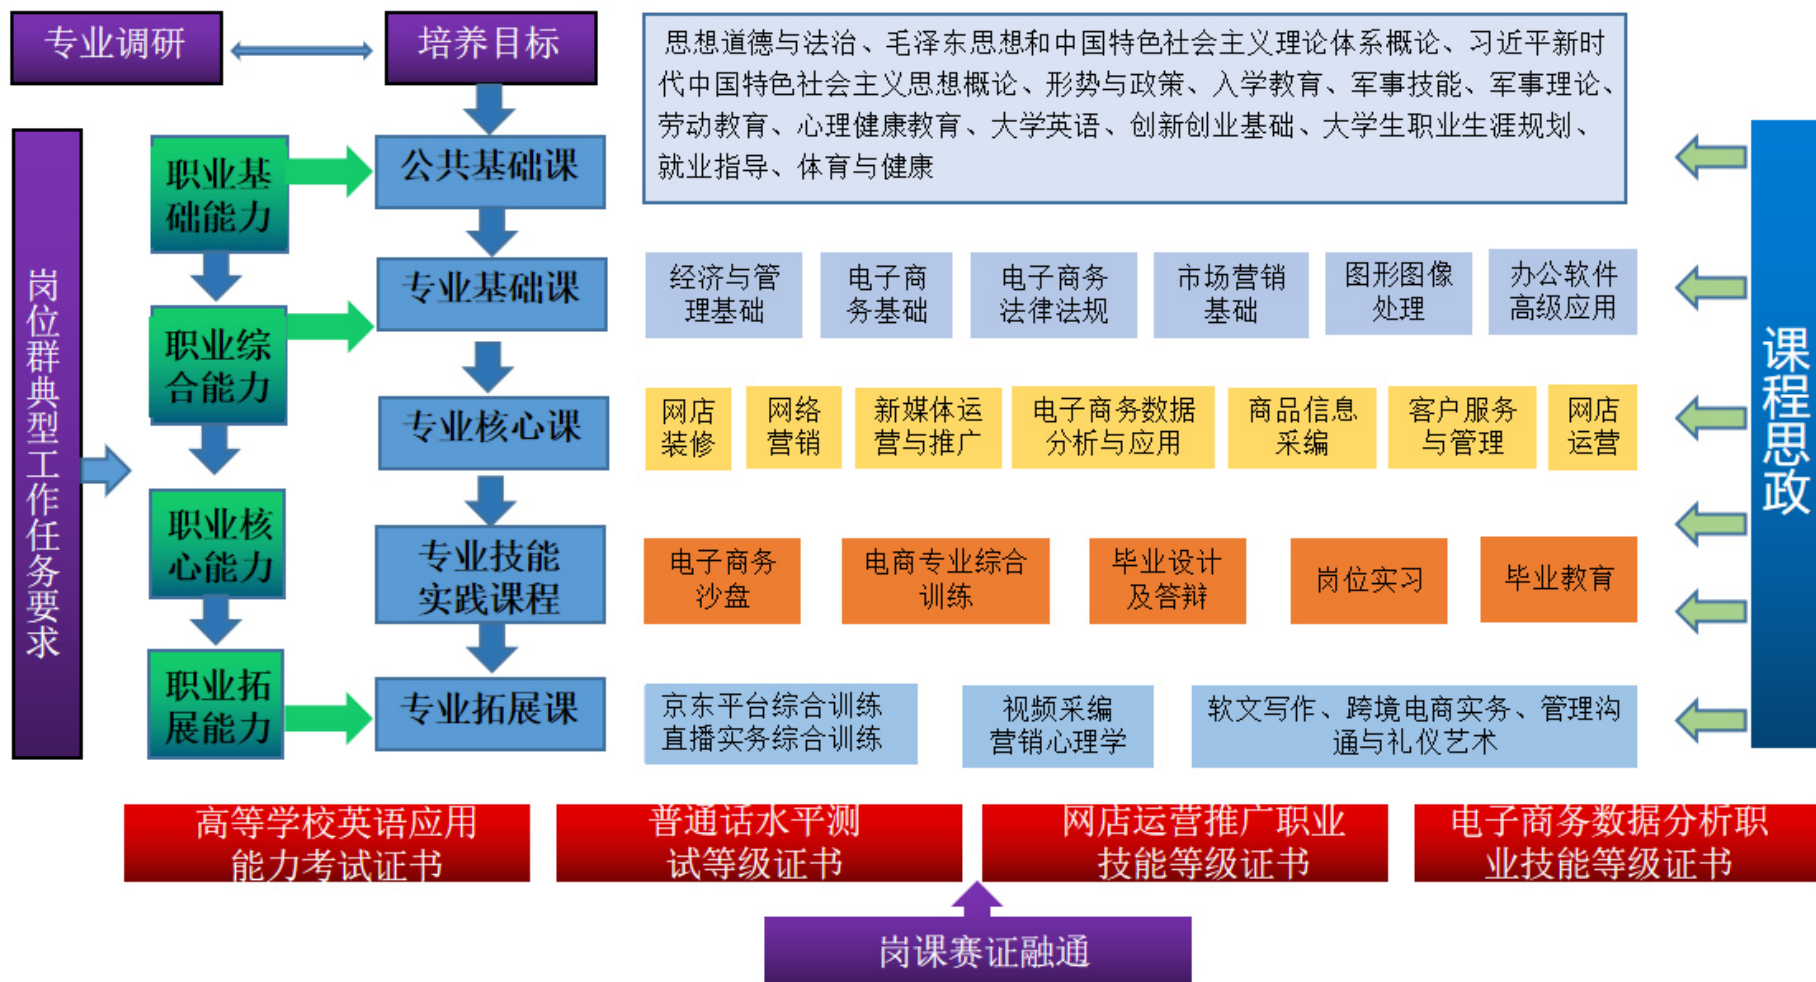 专业调研
培养目标
思想道德与法治、毛泽东思想和中国特色社会主义理论体系概论、习近平新时
代中国特色社会主义思想概论、形势与政策、入学教育、军事技能、军事理论、
劳动教育、心理健康教育、大学英语、创新创业基础、大学生职业生涯规划、
就业指导、体育与健康
岗位群典型工作任务要求
职业基
础能力
职业综
合能力
职业核
心能力
职业拓
展能力
公共基础课
专业基础课
经济与管
理基础
电子商
务基础
电子商务
法律法规
市场营销
基础
图形图像
处理
办公软件
高级应用
专业核心课
网店
装修
网络
营销
新媒体运
营与推广
电子商务数据
分析与应用
商品信息
采编
客户服务
与管理
网店
运营
专业技能
实践课程
电子商务
沙盘
电商专业综合
训练
毕业设计
及答辩
岗位实习
毕业教育
专业拓展课
京东平台综合训练
直播实务综合训练
视频采编
营销心理学
软文写作、跨境电商实务、管理沟
通与礼仪艺术
课程思政
高等学校英语应用
能力考试证书
普通话水平测
试等级证书
网店运营推广职业
技能等级证书
电子商务数据分析职
业技能等级证书
岗课赛证融通